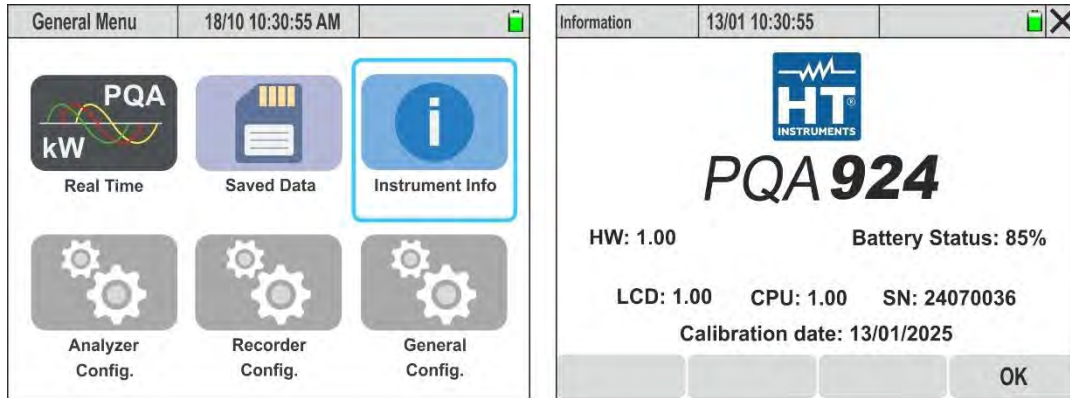 General Menu 18/10 10:30:55 AM
PQA
kW
i
Real Time Saved Data Instrument Info
Analyzer Config. Recorder Config. General Config.
Information 13/01 10:30:55
HT®
INSTRUMENTS
PQA 924
HW: 1.00 Battery Status: 85%
LCD: 1.00 CPU: 1.00 SN: 24070036
Calibration date: 13/01/2025
OK